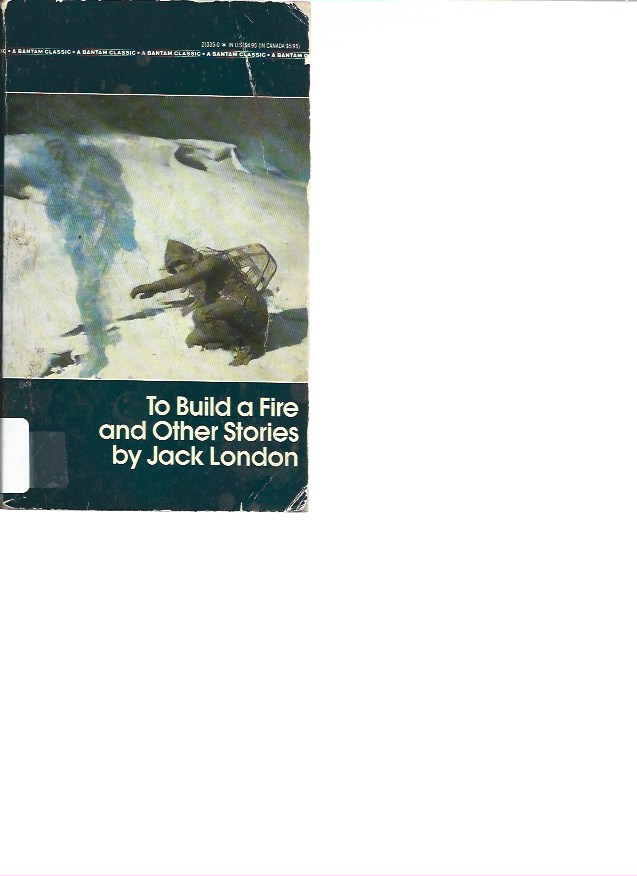 21335-0 ★ IN U.S. $4.95 (IN CANADA $5.95)
IC • A BANTAM CLASSIC • A BANTAM CLASSIC • A BANTAM CLASSIC • A BANTAM CLASSIC • A BANTAM C
To Build a Fire
and Other Stories
by Jack London